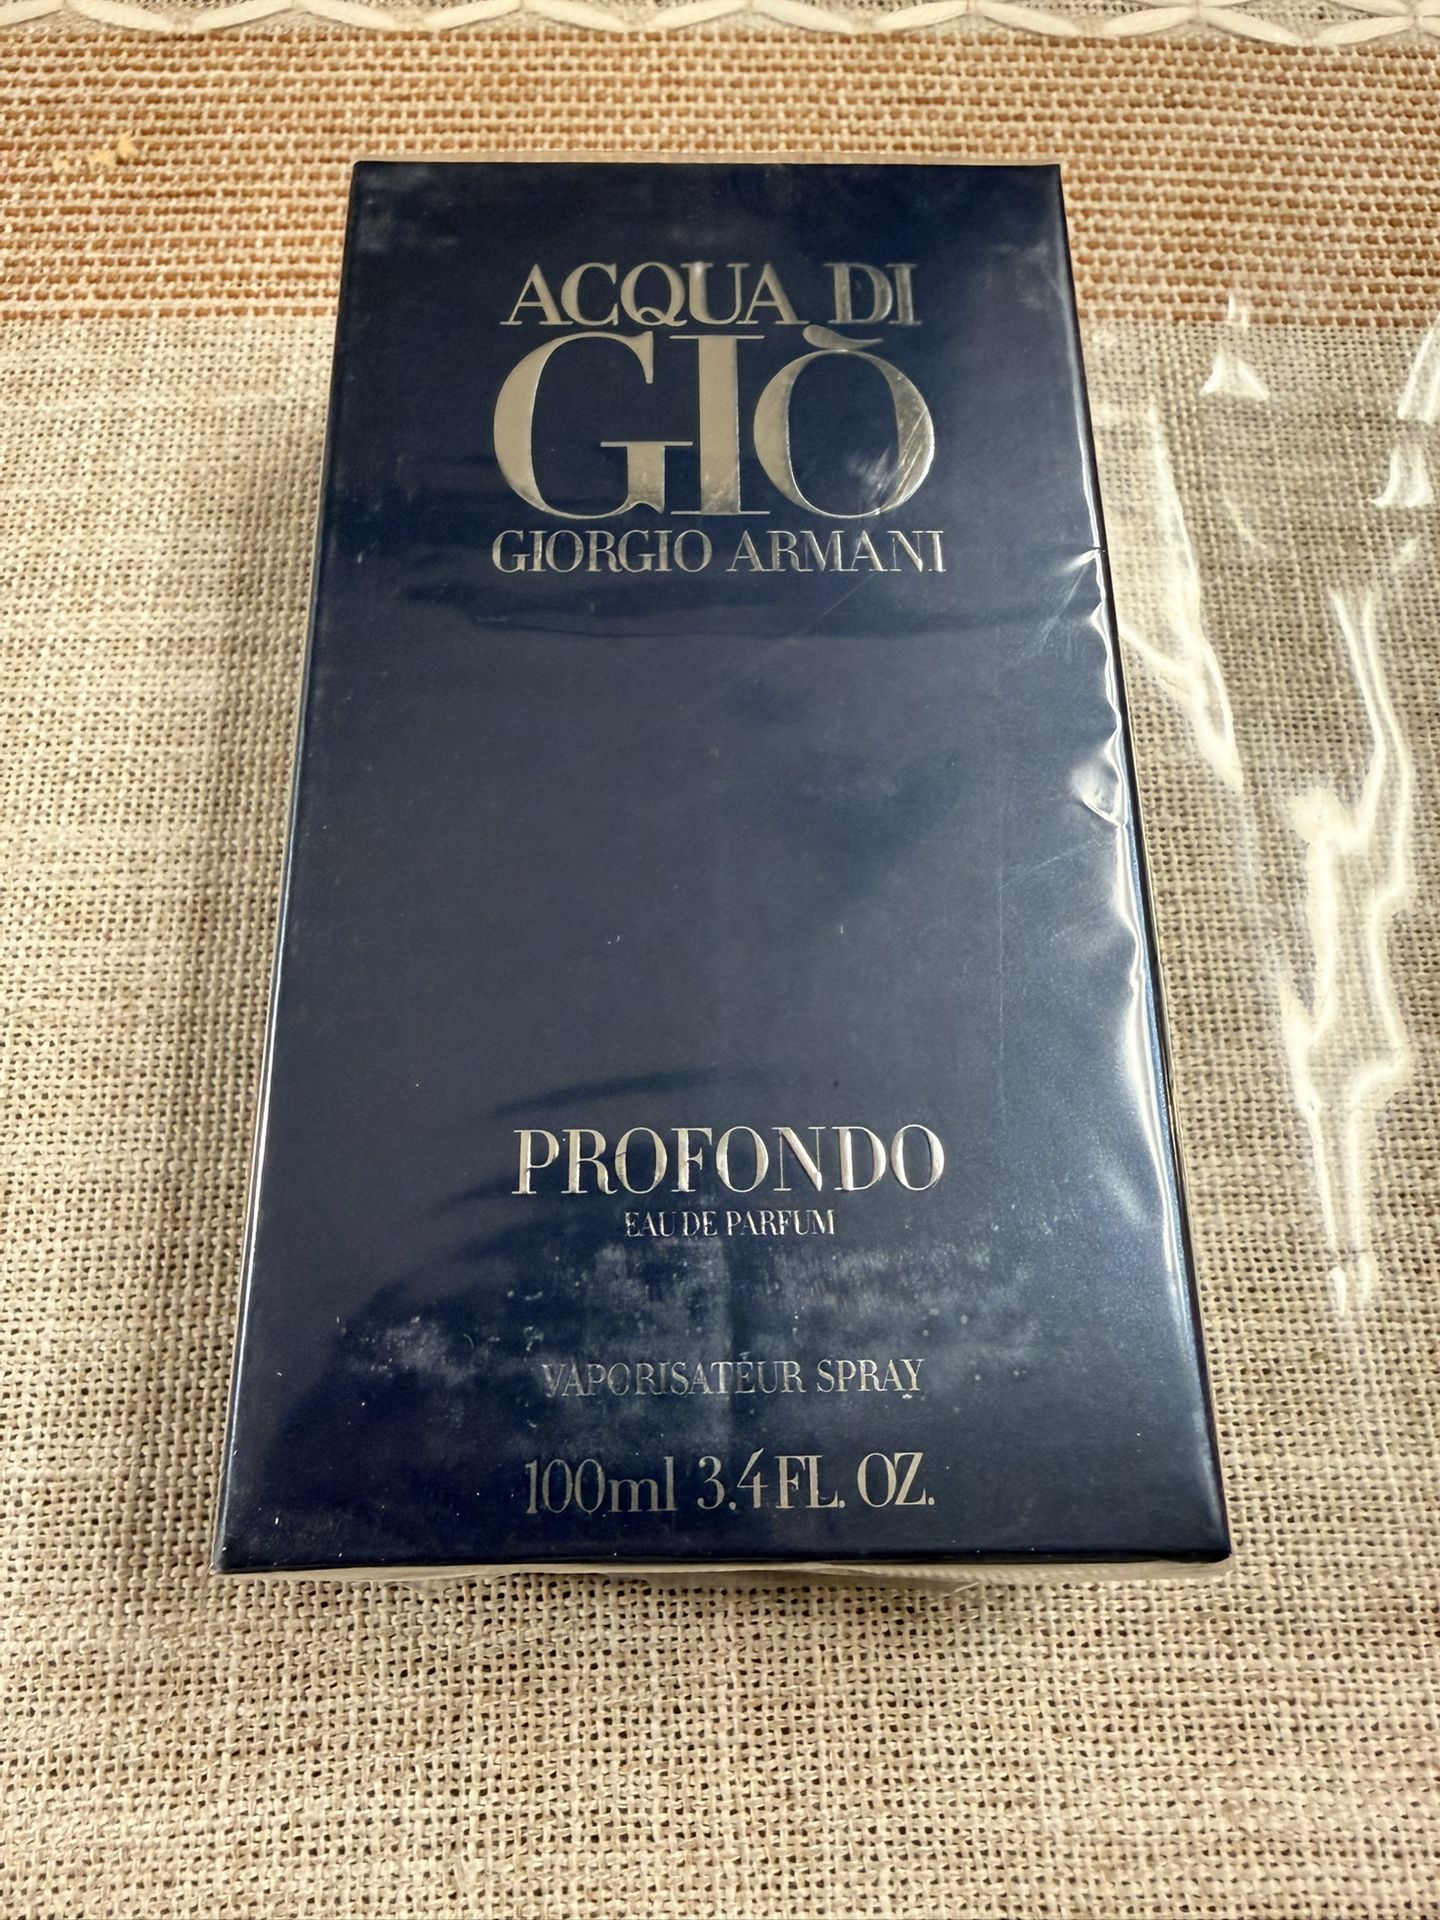 ACQUA DI
GIÒ
GIORGIO ARMANI
PROFONDO
EAU DE PARFUM
VAPORISATEUR SPRAY
100ml 3.4 FL. OZ.